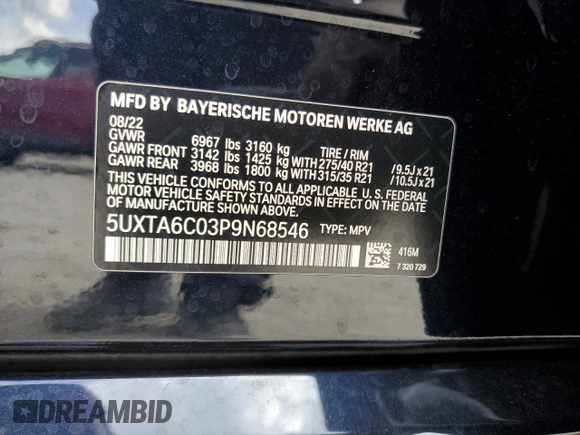 MFD BY BAYERISCHE MOTOREN WERKE AG
08/22
GVWR 6967 lbs 3160 kg TIRE / RIM
GAWR FRONT 3142 lbs 1425 kg WITH 275/40 R21 /9.5J x 21
GAWR REAR 3968 lbs 1800 kg WITH 315/35 R21 /10.5J x 21
THIS VEHICLE CONFORMS TO ALL APPLICABLE U. S. FEDERAL
MOTOR VEHICLE SAFETY STANDARDS IN EFFECT ON THE DATE
OF MANUFACTURE SHOWN ABOVE.
5UXTA6C03P9N68546 TYPE: MPV
416M
7 320 729
DREAMBID